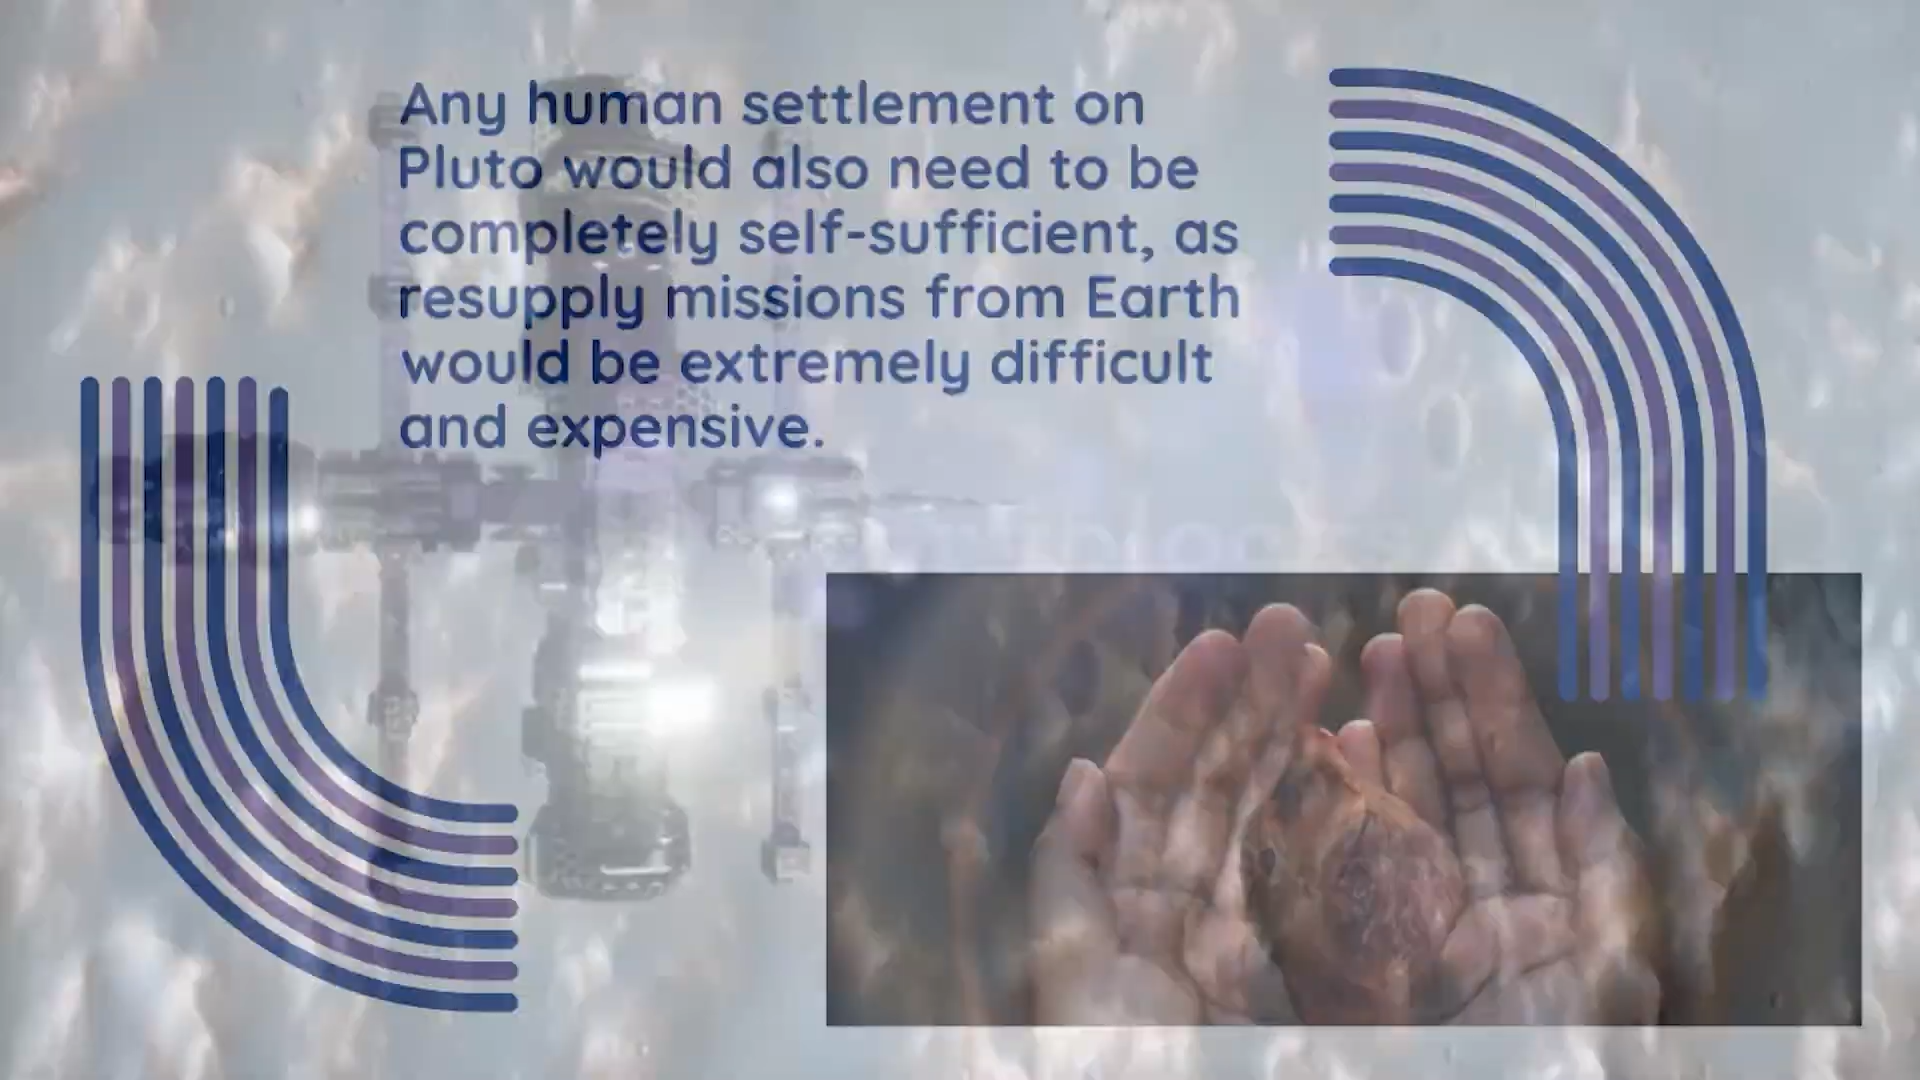 Any human settlement on
Pluto would also need to be
completely self-sufficient, as
resupply missions from Earth
would be extremely difficult
and expensive.